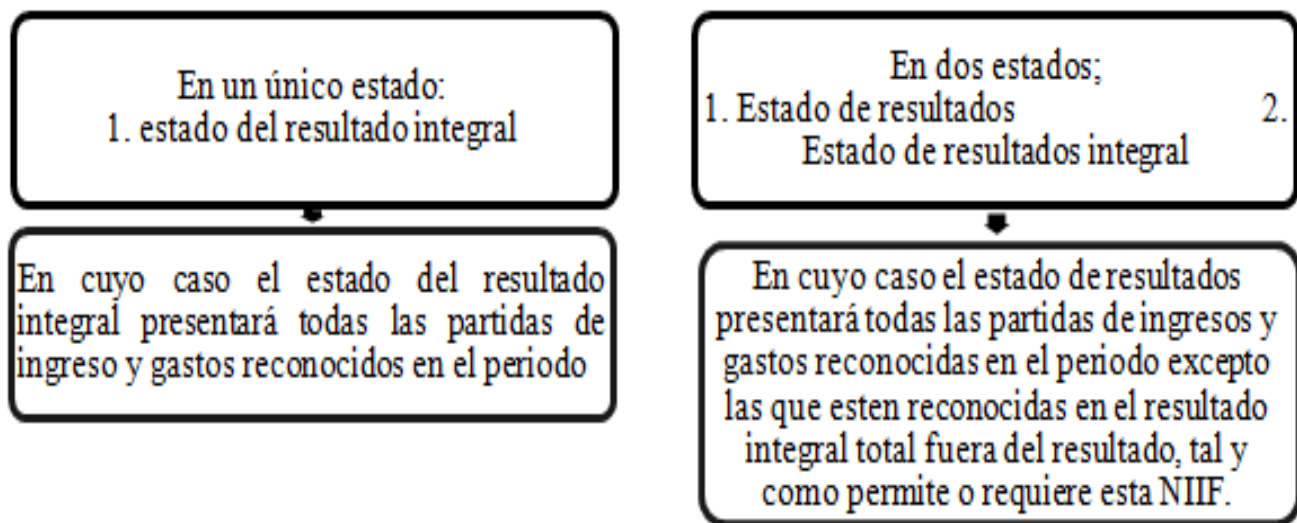 En un único estado:
1. estado del resultado integral
En cuyo caso el estado del resultado
integral presentará todas las partidas de
ingreso y gastos reconocidos en el periodo
En dos estados;
1. Estado de resultados 2.
Estado de resultados integral
En cuyo caso el estado de resultados
presentará todas las partidas de ingresos y
gastos reconocidas en el periodo excepto
las que esten reconocidas en el resultado
integral total fuera del resultado, tal y
como permite o requiere esta NIIF.